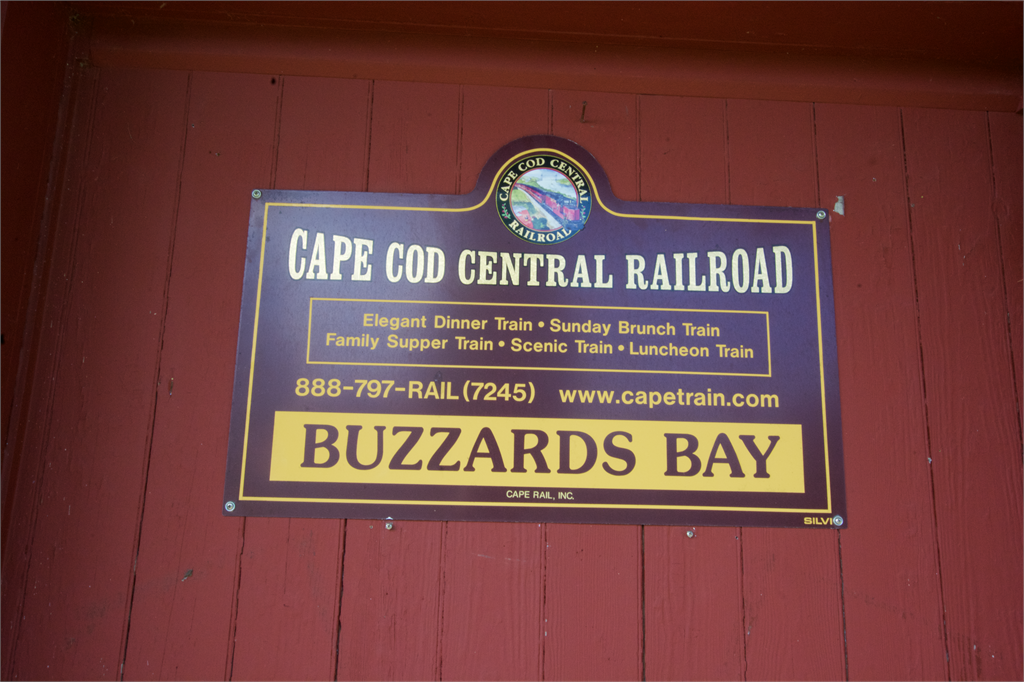 CAPE COD CENTRAL
RAILROAL
CAPE COD CENTRAL RAILROAD
Elegant Dinner Train • Sunday Brunch Train
Family Supper Train • Scenic Train • Luncheon Train
888-797-RAIL (7245) www.capetrain.com
BUZZARDS BAY
CAPE RAIL, INC.
SILVI